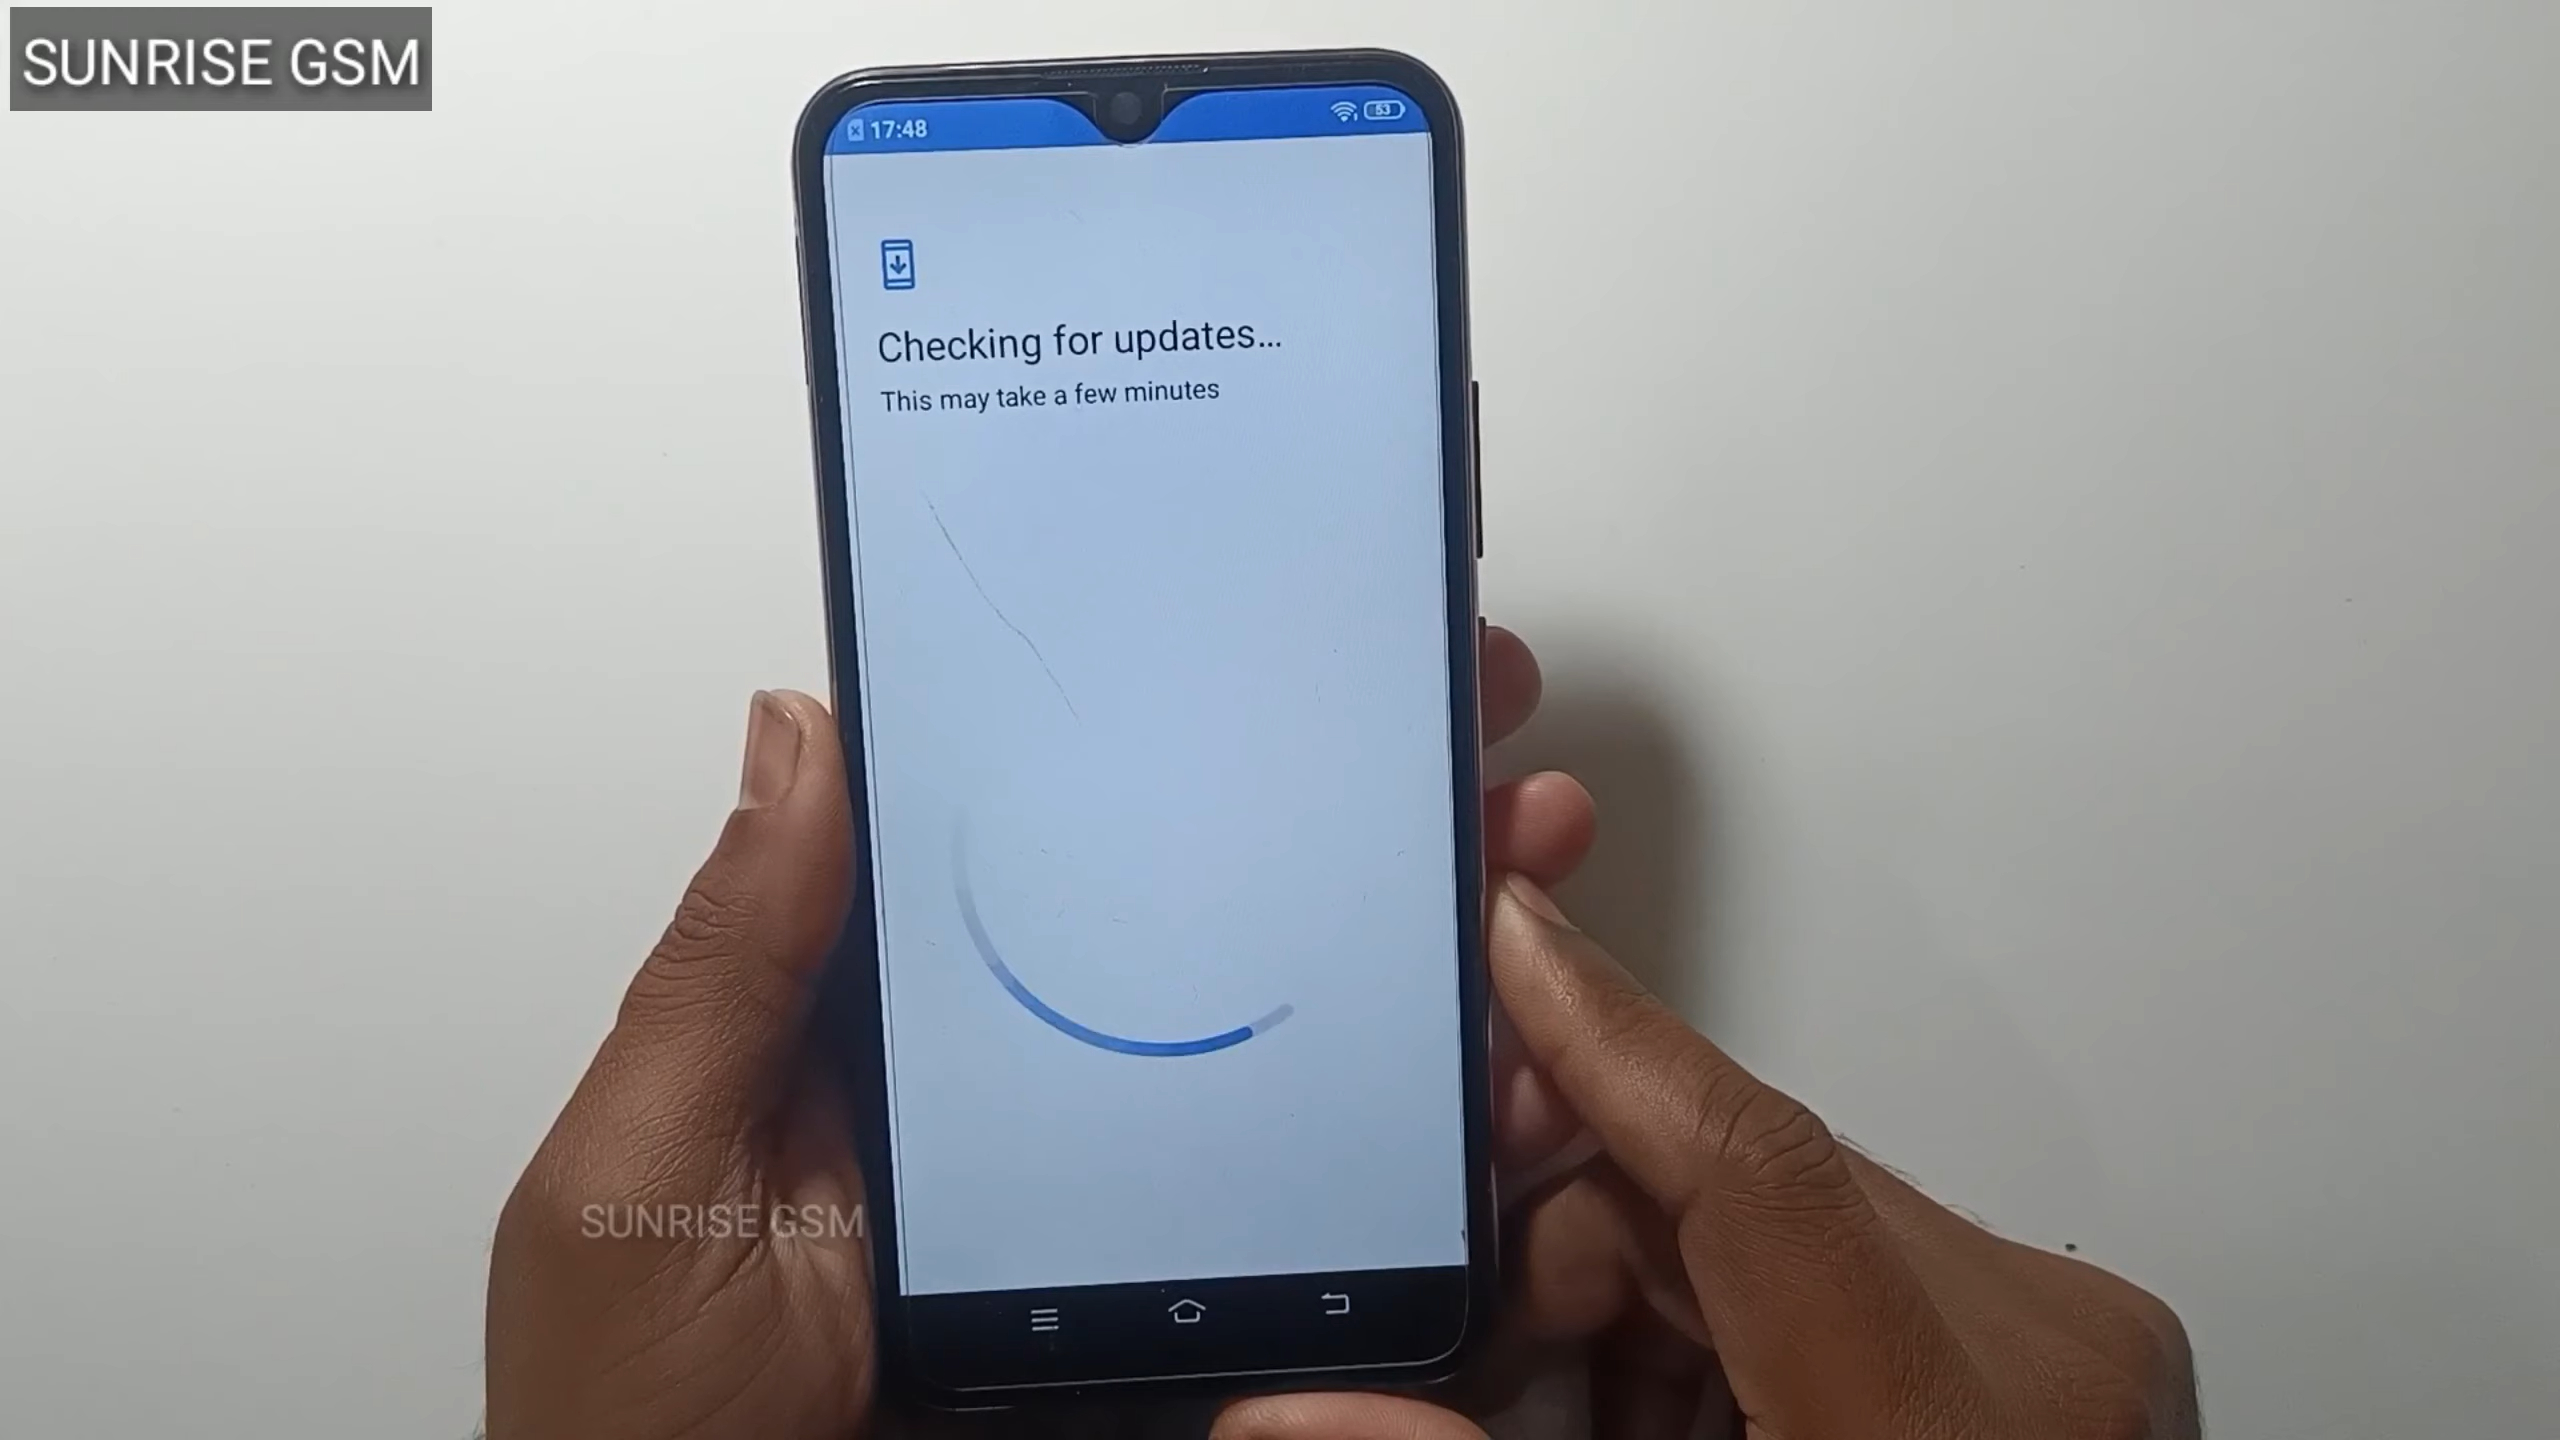 SUNRISE GSM
17:48
53
Checking for updates...
This may take a few minutes
SUNRISE GSM